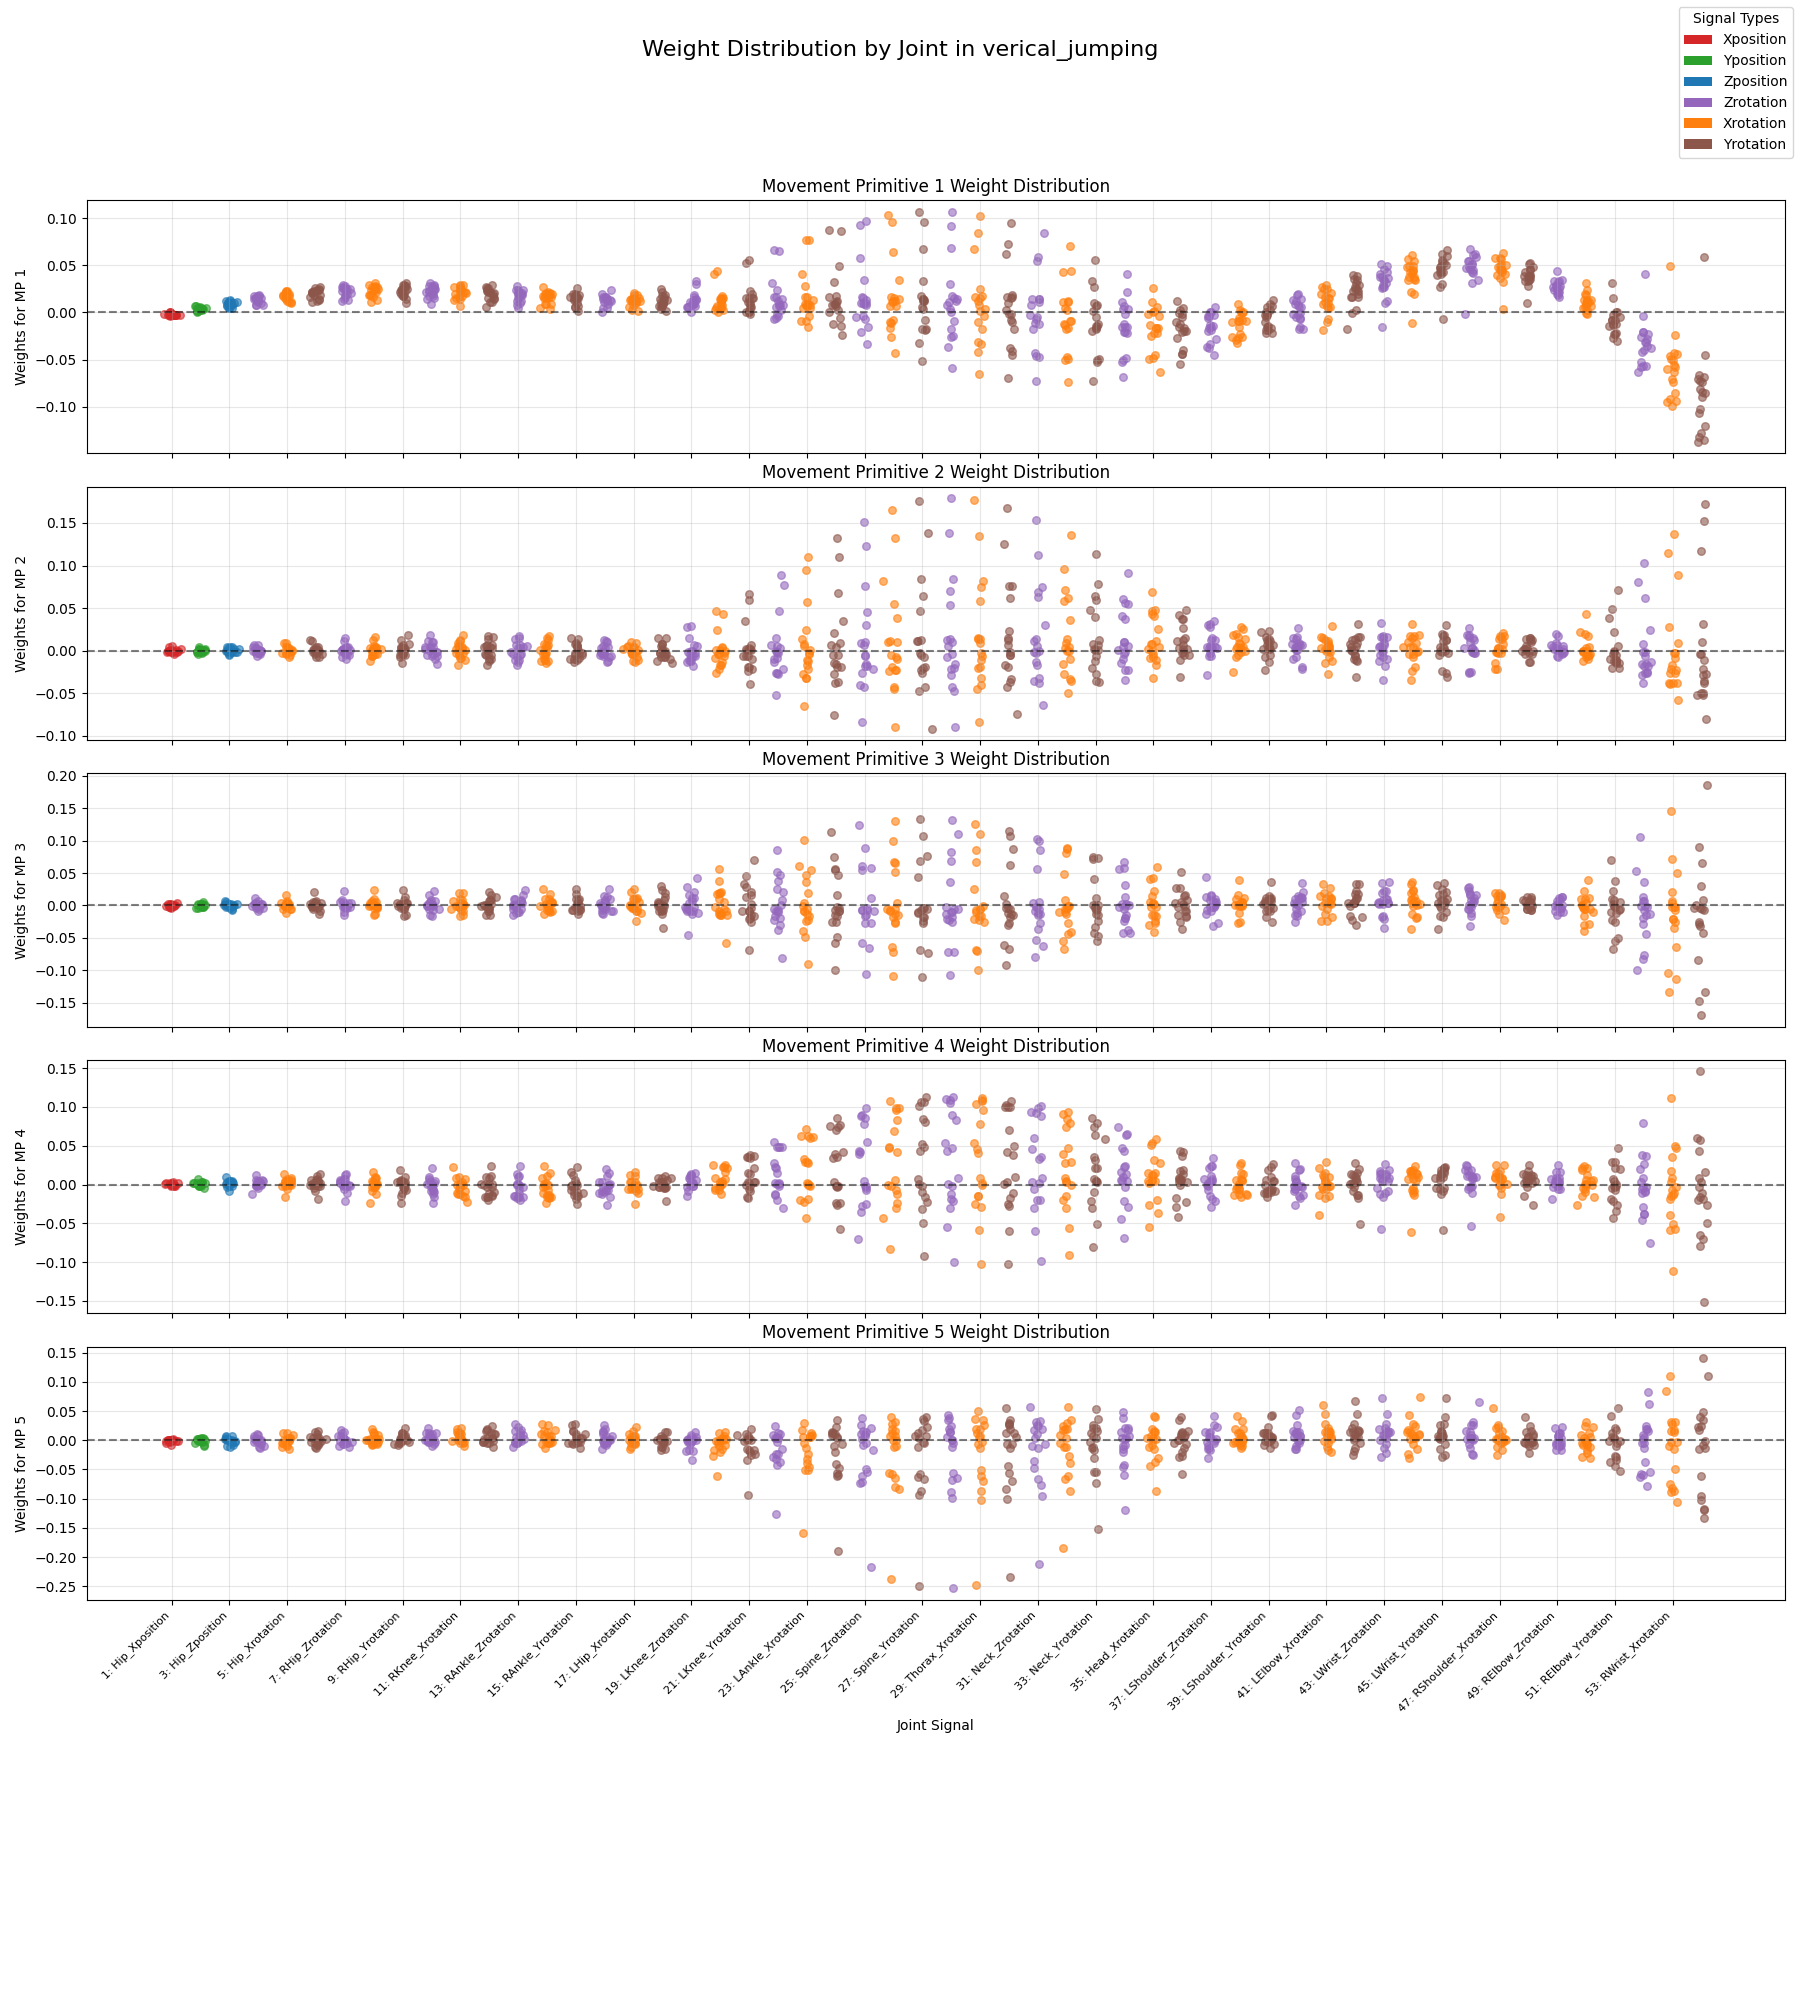 Signal Types
Xposition
Yposition
Zposition
Zrotation
Xrotation
Yrotation
Weight Distribution by Joint in verical_jumping
Movement Primitive 1 Weight Distribution
Weights for MP 1
0.10
0.05
0.00
−0.05
−0.10
Movement Primitive 2 Weight Distribution
Weights for MP 2
0.15
0.10
0.05
0.00
−0.05
−0.10
Movement Primitive 3 Weight Distribution
Weights for MP 3
0.20
0.15
0.10
0.05
0.00
−0.05
−0.10
−0.15
Movement Primitive 4 Weight Distribution
Weights for MP 4
0.15
0.10
0.05
0.00
−0.05
−0.10
−0.15
Movement Primitive 5 Weight Distribution
Weights for MP 5
0.15
0.10
0.05
0.00
−0.05
−0.10
−0.15
−0.20
−0.25
1: Hip_Xposition
3: Hip_Zposition
5: Hip_Xrotation
7: RHip_Zrotation
9: RHip_Yrotation
11: RKnee_Xrotation
13: RAnkle_Zrotation
15: RAnkle_Yrotation
17: LHip_Xrotation
19: LKnee_Zrotation
21: LKnee_Yrotation
23: LAnkle_Xrotation
25: Spine_Zrotation
27: Spine_Yrotation
29: Thorax_Xrotation
31: Neck_Zrotation
33: Neck_Yrotation
35: Head_Xrotation
37: LShoulder_Zrotation
39: LShoulder_Yrotation
41: LElbow_Xrotation
43: LWrist_Zrotation
45: LWrist_Yrotation
47: RShoulder_Xrotation
49: RElbow_Zrotation
51: RElbow_Yrotation
53: RWrist_Xrotation
Joint Signal